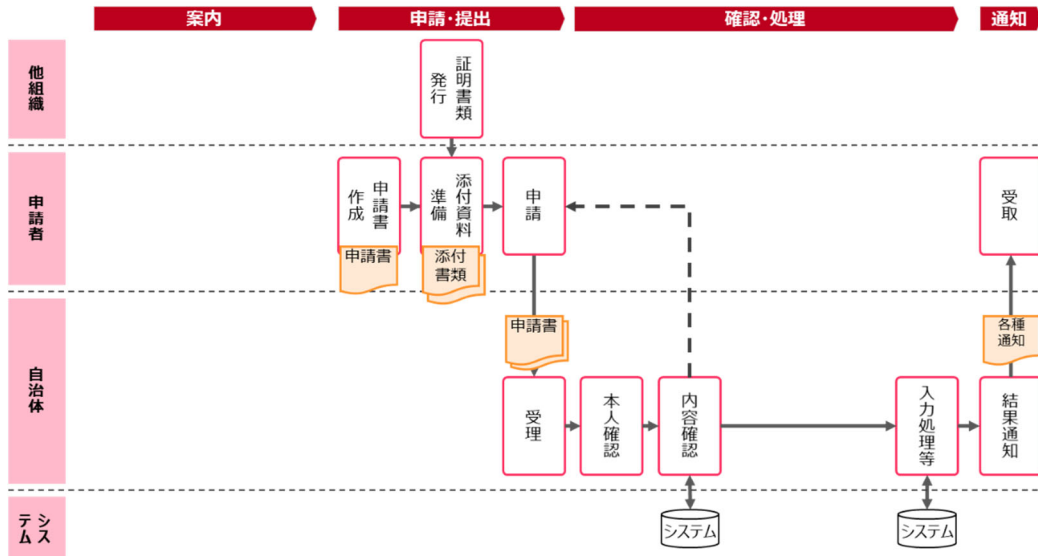 案内
申請・提出
確認・処理
通知
他組織
証明書類
発行
申請者
申請書
作成
添付資料
準備
申請
受取
申請書
添付
書類
自治体
申請書
各種
通知
受理
本人確認
内容確認
入力処理等
結果通知
シス
テム
システム
システム